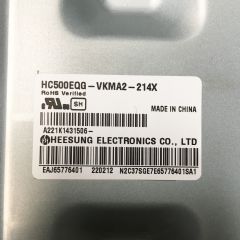 HC500EQG-VKMA2-214X
RoHS Verified
SH
MADE IN CHINA
A221K1431506-
HEESUNG ELECTRONICS CO., LTD
EAJ65776401 220212 N2C37SGE7E65776401SA1